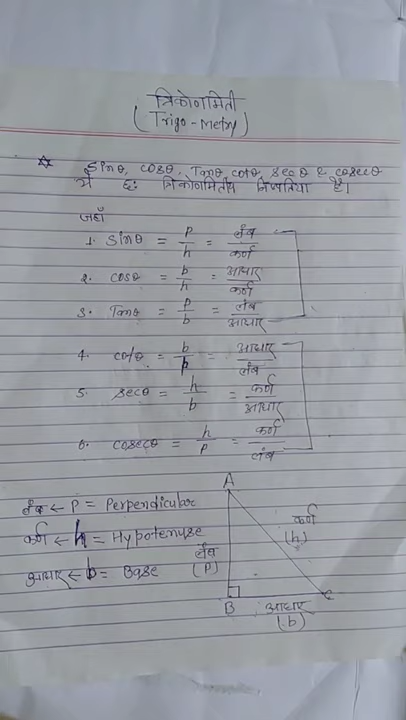 त्रिकोणमिती
(Trigo-Metry)
☆ Sinθ, cosθ, Tanθ, cotθ, secθ & cosecθ
ये छः त्रिकोणमितीय निष्पतिया है।
जहाँ
1. sinθ = p/h = लंब/कर्ण
2. cosθ = b/h = आधार/कर्ण
3. Tanθ = P/b = लंब/आधार
4. cotθ = b/p = आधार/लंब
5. secθ = h/b = कर्ण/आधार
6. cosecθ = h/p = कर्ण/लंब
लंब ← P = Perpendicular
कर्ण ← h = Hypotenuse
आधार ← b = Base
A
कर्ण
(h)
लंब
(P)
B
C
आधार
(b)